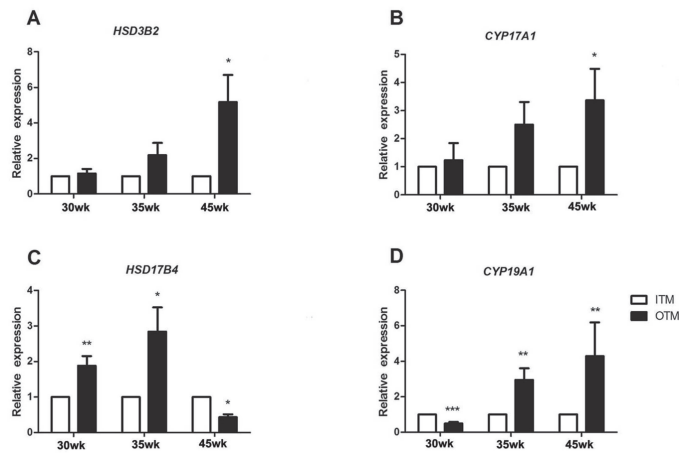 A
HSD3B2
Relative expression
8
6
4
2
0
*
30wk
35wk
45wk
B
CYP17A1
Relative expression
5
4
3
2
1
0
*
30wk
35wk
45wk
C
HSD17B4
Relative expression
4
3
2
1
0
**
*
*
30wk
35wk
45wk
D
CYP19A1
Relative expression
8
6
4
2
0
***
**
**
30wk
35wk
45wk
ITM
OTM